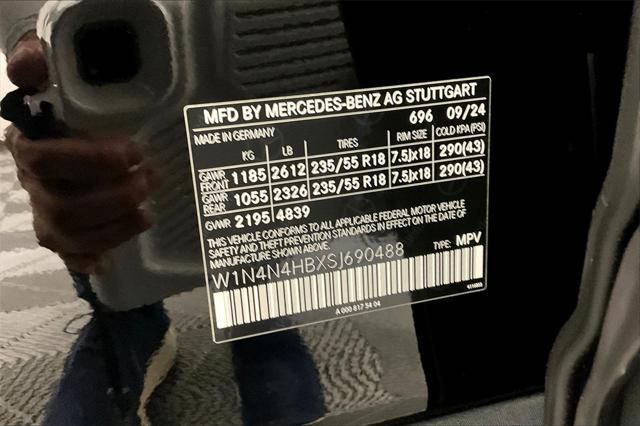 MFD BY MERCEDES-BENZ AG STUTTGART
MADE IN GERMANY 696 09/24
KG LB TIRES RIM SIZE COLD KPA(PSI)
GAWR FRONT 1185 2612 235/55 R18 7.5Jx18 290(43)
GAWR REAR 1055 2326 235/55 R18 7.5Jx18 290(43)
GVWR 2195 4839
THIS VEHICLE CONFORMS TO ALL APPLICABLE FEDERAL MOTOR VEHICLE
SAFETY AND THEFT PREVENTION STANDARDS IN EFFECT ON THE DATE OF
MANUFACTURE SHOWN ABOVE.
W1N4N4HBXSJ690488 TYPE: MPV
A 000 817 54 04